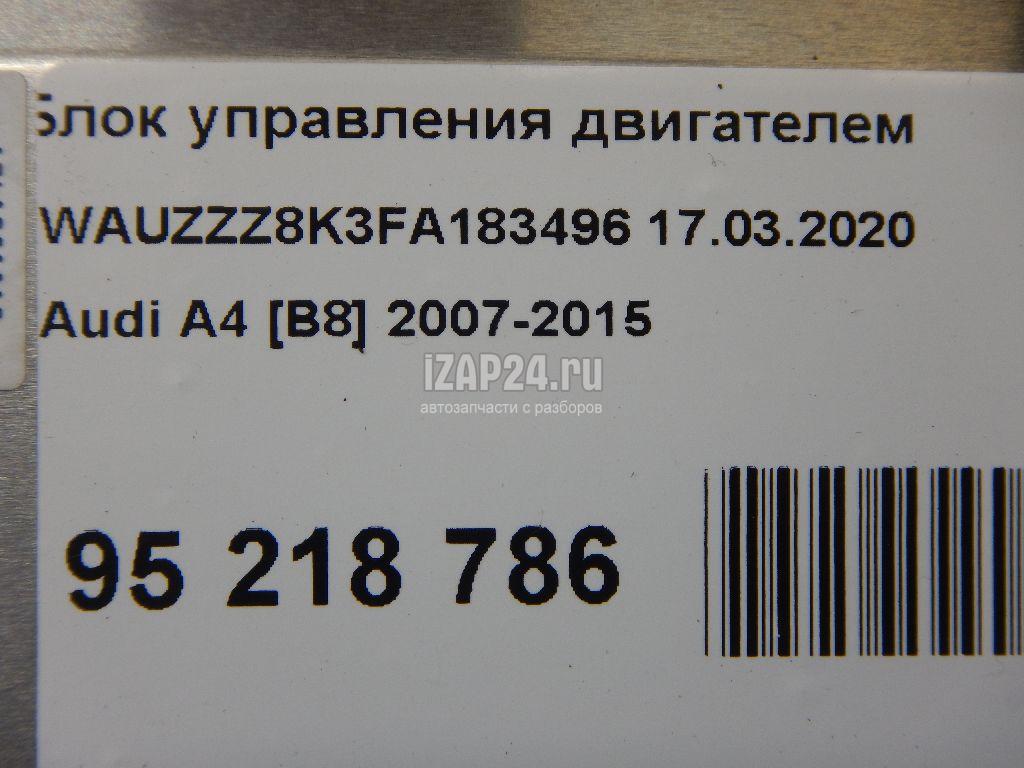 Блок управления двигателем
WAUZZZ8K3FA183496 17.03.2020
Audi A4 [B8] 2007-2015
iZAP24.ru
автозапчасти с разборов
95 218 786